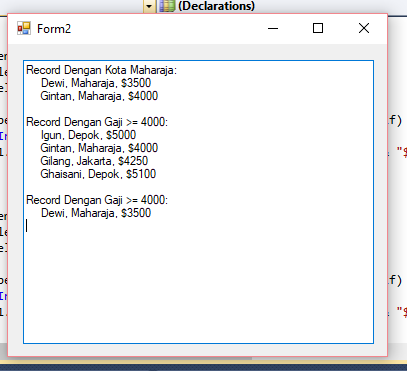 (Declarations)
Form2
Record Dengan Kota Maharaja:
Dewi, Maharaja, $3500
Gintan, Maharaja, $4000
Record Dengan Gaji >= 4000:
Igun, Depok, $5000
Gintan, Maharaja, $4000
Gilang, Jakarta, $4250
Ghaisani, Depok, $5100
Record Dengan Gaji >= 4000:
Dewi, Maharaja, $3500